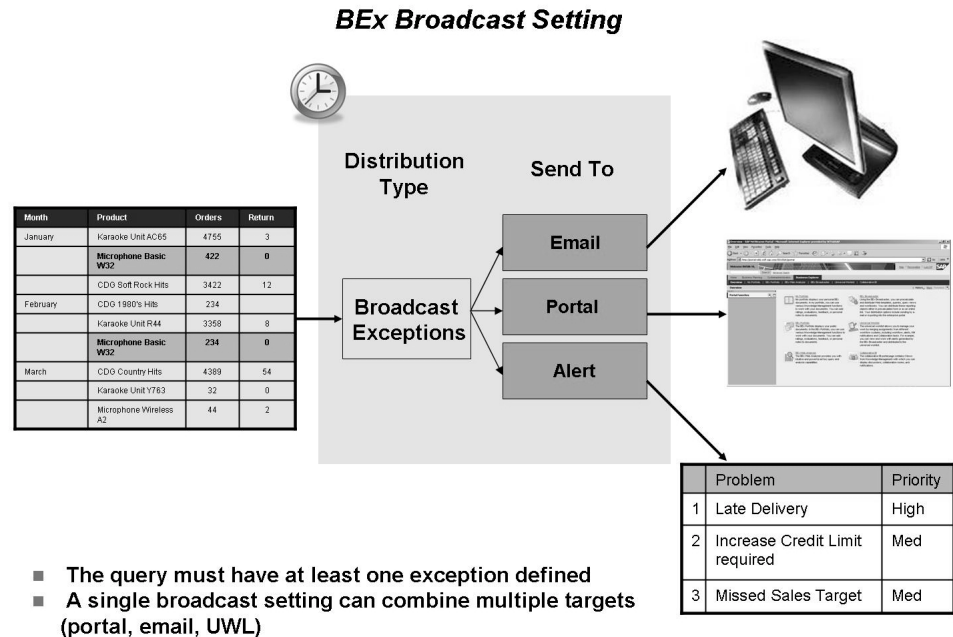 BEx Broadcast Setting
Distribution
Type
Send To
Month Product Orders Return
January Karaoke Unit AC65 4755 3
Microphone Basic
W32 422 0
CDG Soft Rock Hits 3422 12
February CDG 1980's Hits 234
Karaoke Unit R44 3358 8
Microphone Basic
W32 234 0
March CDG Country Hits 4389 54
Karaoke Unit Y763 32 0
Microphone Wireless
A2 44 2
Broadcast
Exceptions
Email
Portal
Alert
SAP
Problem Priority
1 Late Delivery High
2 Increase Credit Limit
required Med
3 Missed Sales Target Med
The query must have at least one exception defined
A single broadcast setting can combine multiple targets
(portal, email, UWL)